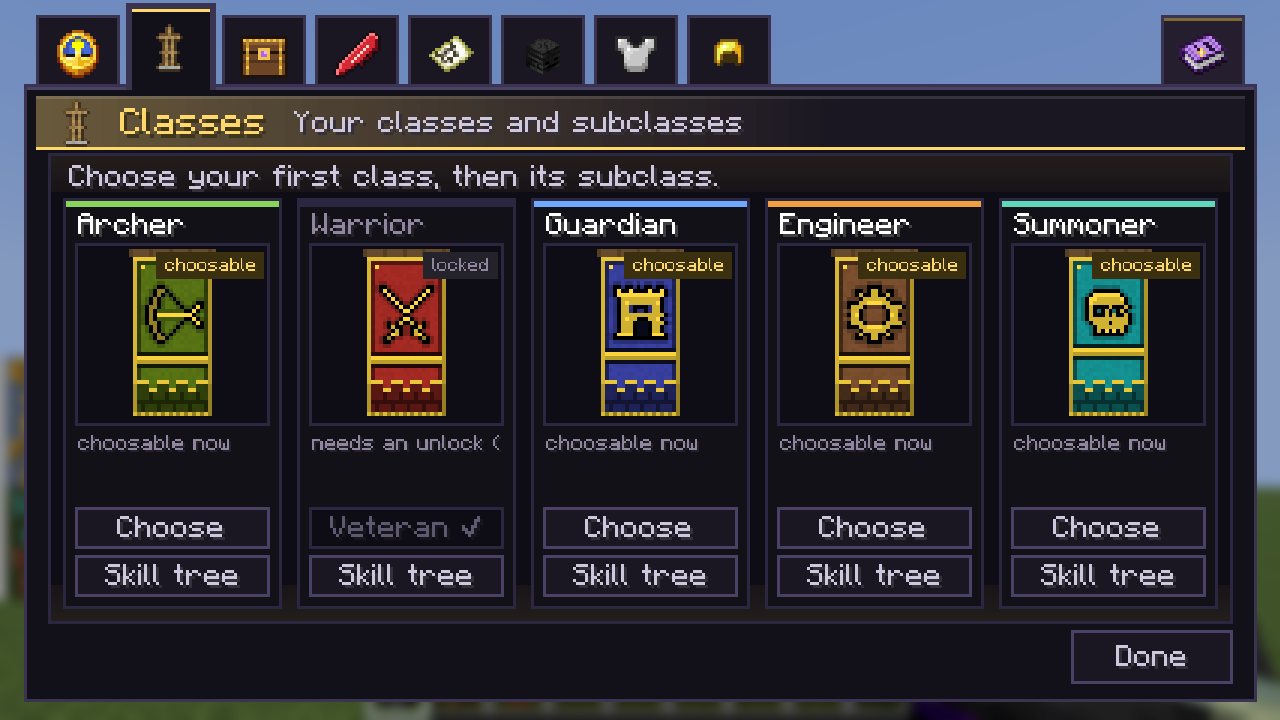 Classes Your classes and subclasses
Choose your first class, then its subclass.
Archer
choosable
choosable now
Choose
Skill tree
Warrior
locked
needs an unlock (
Veteran ✓
Skill tree
Guardian
choosable
choosable now
Choose
Skill tree
Engineer
choosable
choosable now
Choose
Skill tree
Summoner
choosable
choosable now
Choose
Skill tree
Done